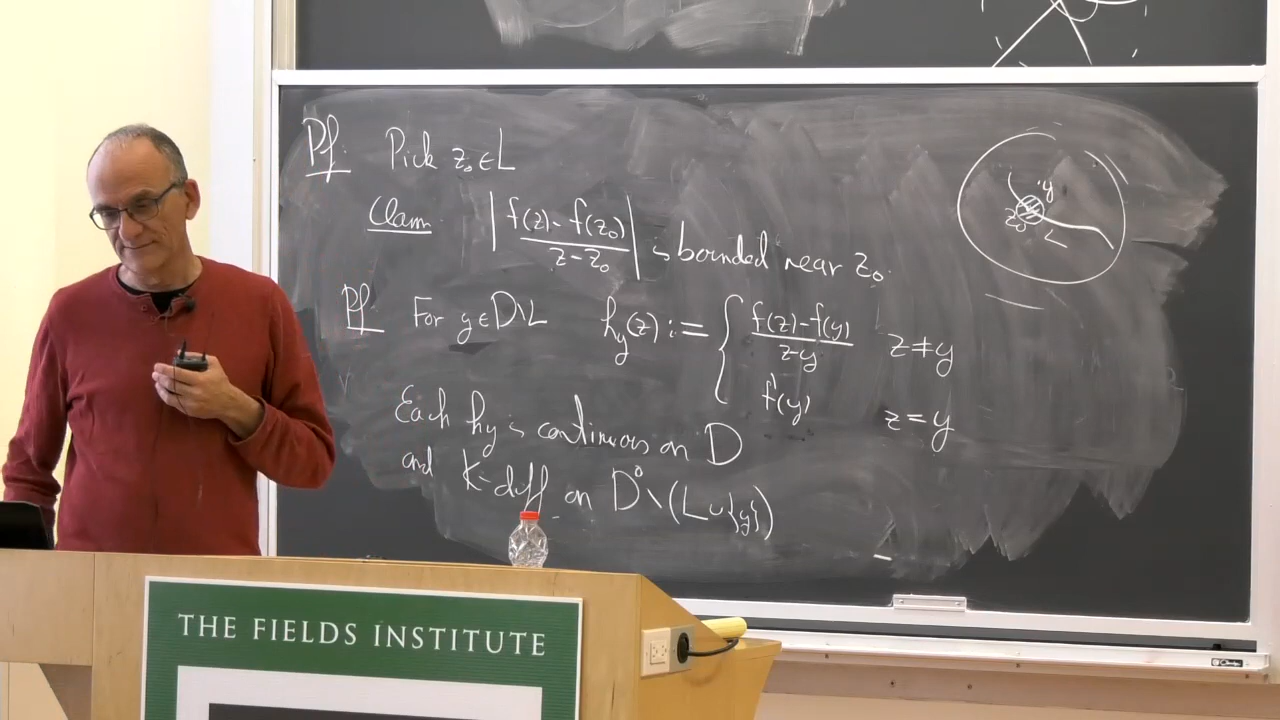 Pf: Pick z₀ ∈ L
Claim | f(z) - f(z₀) / z - z₀ | is bounded near z₀.
Pf For y ∈ D\L h_y(z) := { f(z) - f(y) / z - y z ≠ y
f'(y) z = y
Each h_y is continuous on D
and K-diff on D° \ (L ∪ {y})
y
z₀
L
THE FIELDS INSTITUTE